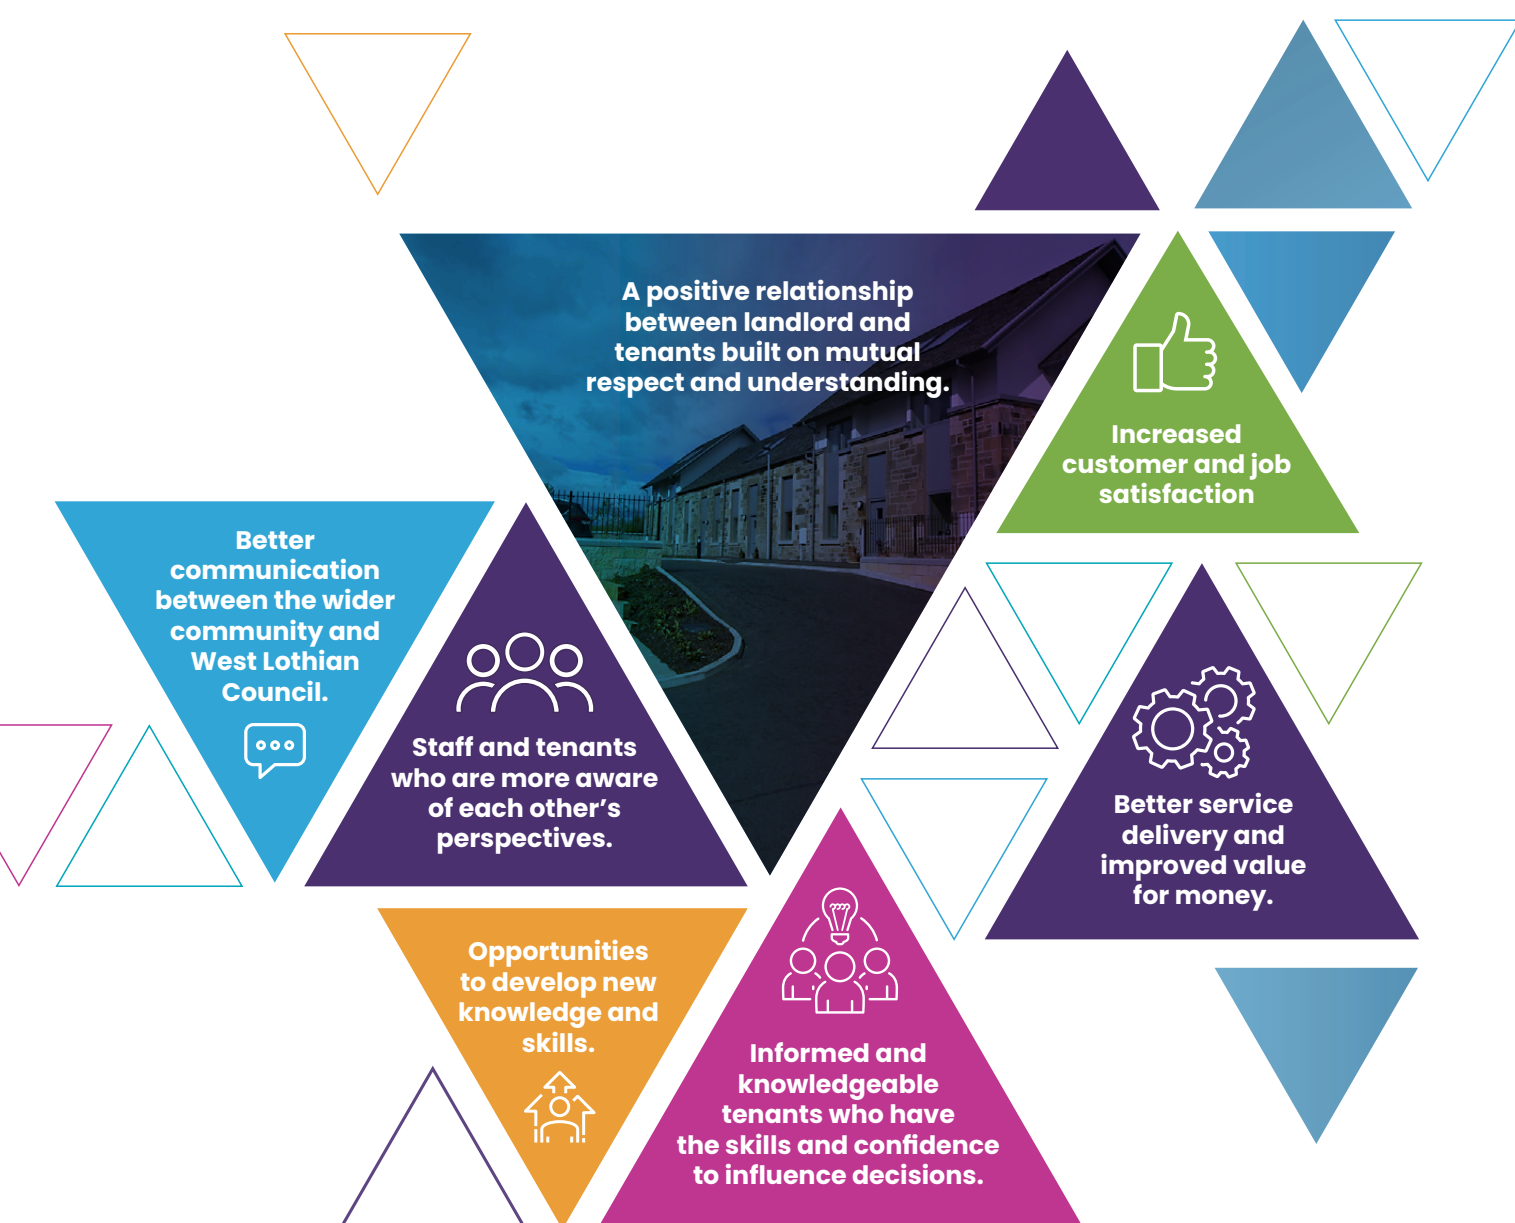 A positive relationship
between landlord and
tenants built on mutual
respect and understanding.
Increased
customer and job
satisfaction
Better
communication
between the wider
community and
West Lothian
Council.
Staff and tenants
who are more aware
of each other’s
perspectives.
Better service
delivery and
improved value
for money.
Opportunities
to develop new
knowledge and
skills.
Informed and
knowledgeable
tenants who have
the skills and confidence
to influence decisions.